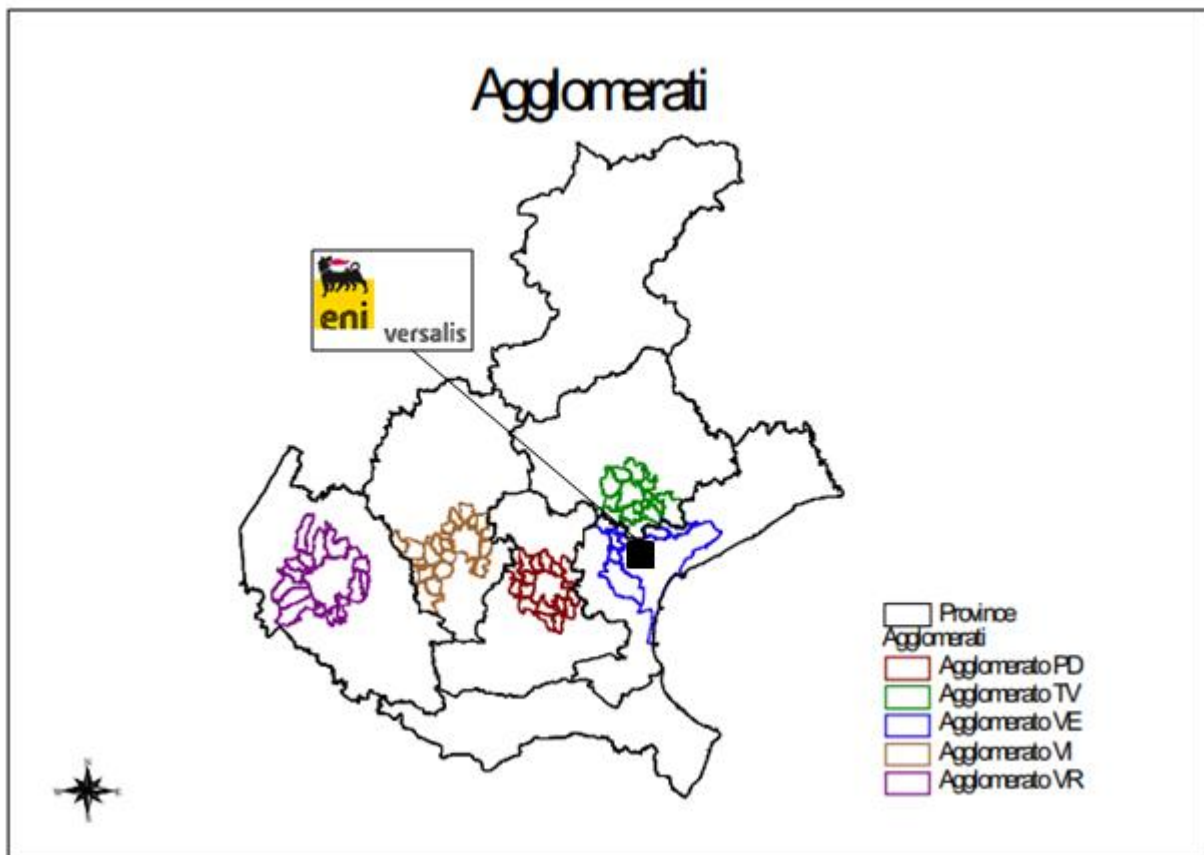 Agglomerati
eni
versalis
Province
Agglomerati
Agglomerato PD
Agglomerato TV
Agglomerato VE
Agglomerato VI
Agglomerato VR